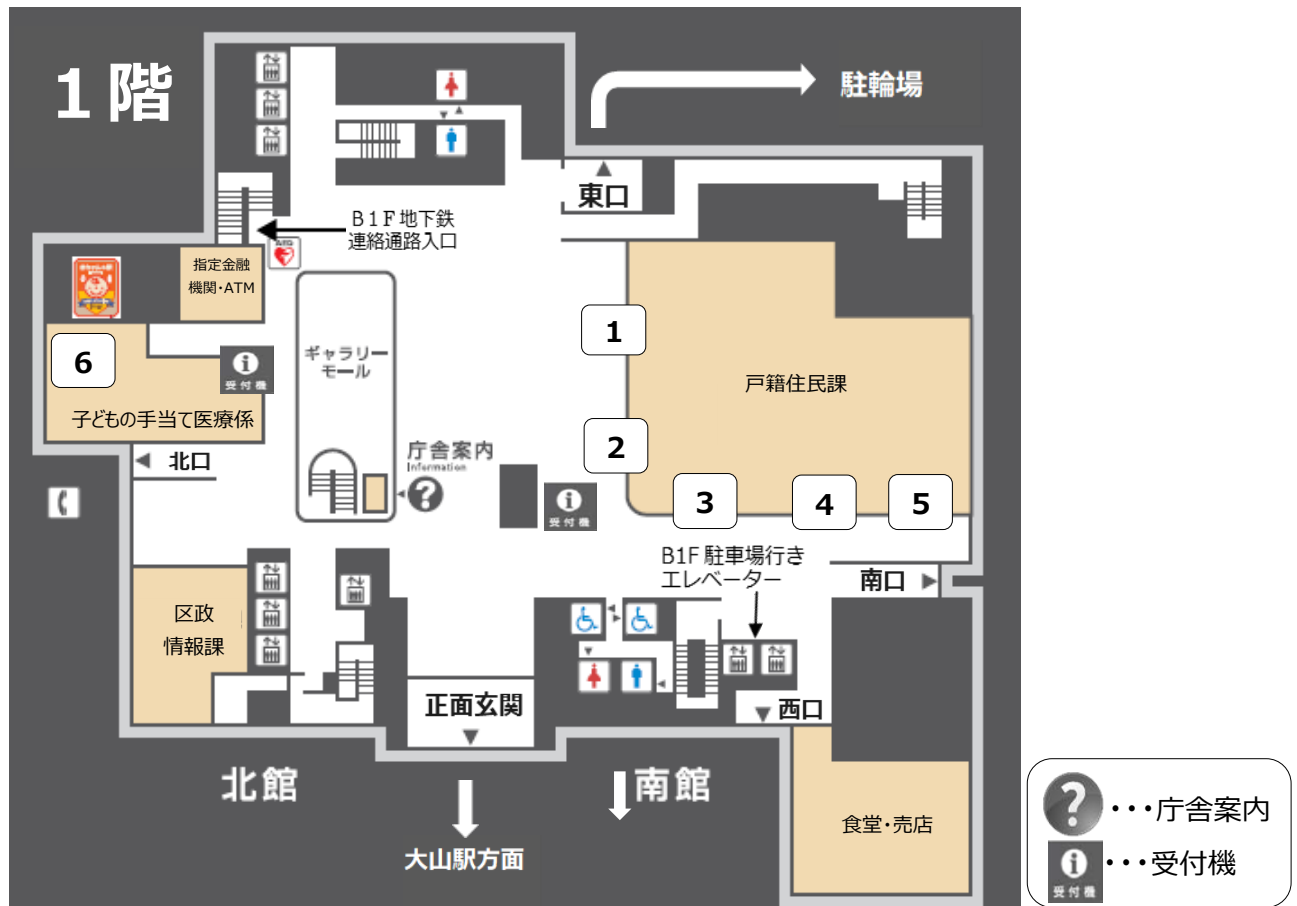 1階
駐輪場
東口
B1F地下鉄
連絡通路入口
AED
指定金融
機関・ATM
1
6
受付機
ギャラリー
モール
戸籍住民課
子どもの手当て医療係
2
庁舎案内
Information
北口
3
4
5
受付機
B1F駐車場行き
エレベーター
南口
区政
情報課
正面玄関
西口
北館
南館
食堂・売店
大山駅方面
?・・・庁舎案内
i・・・受付機
受付機